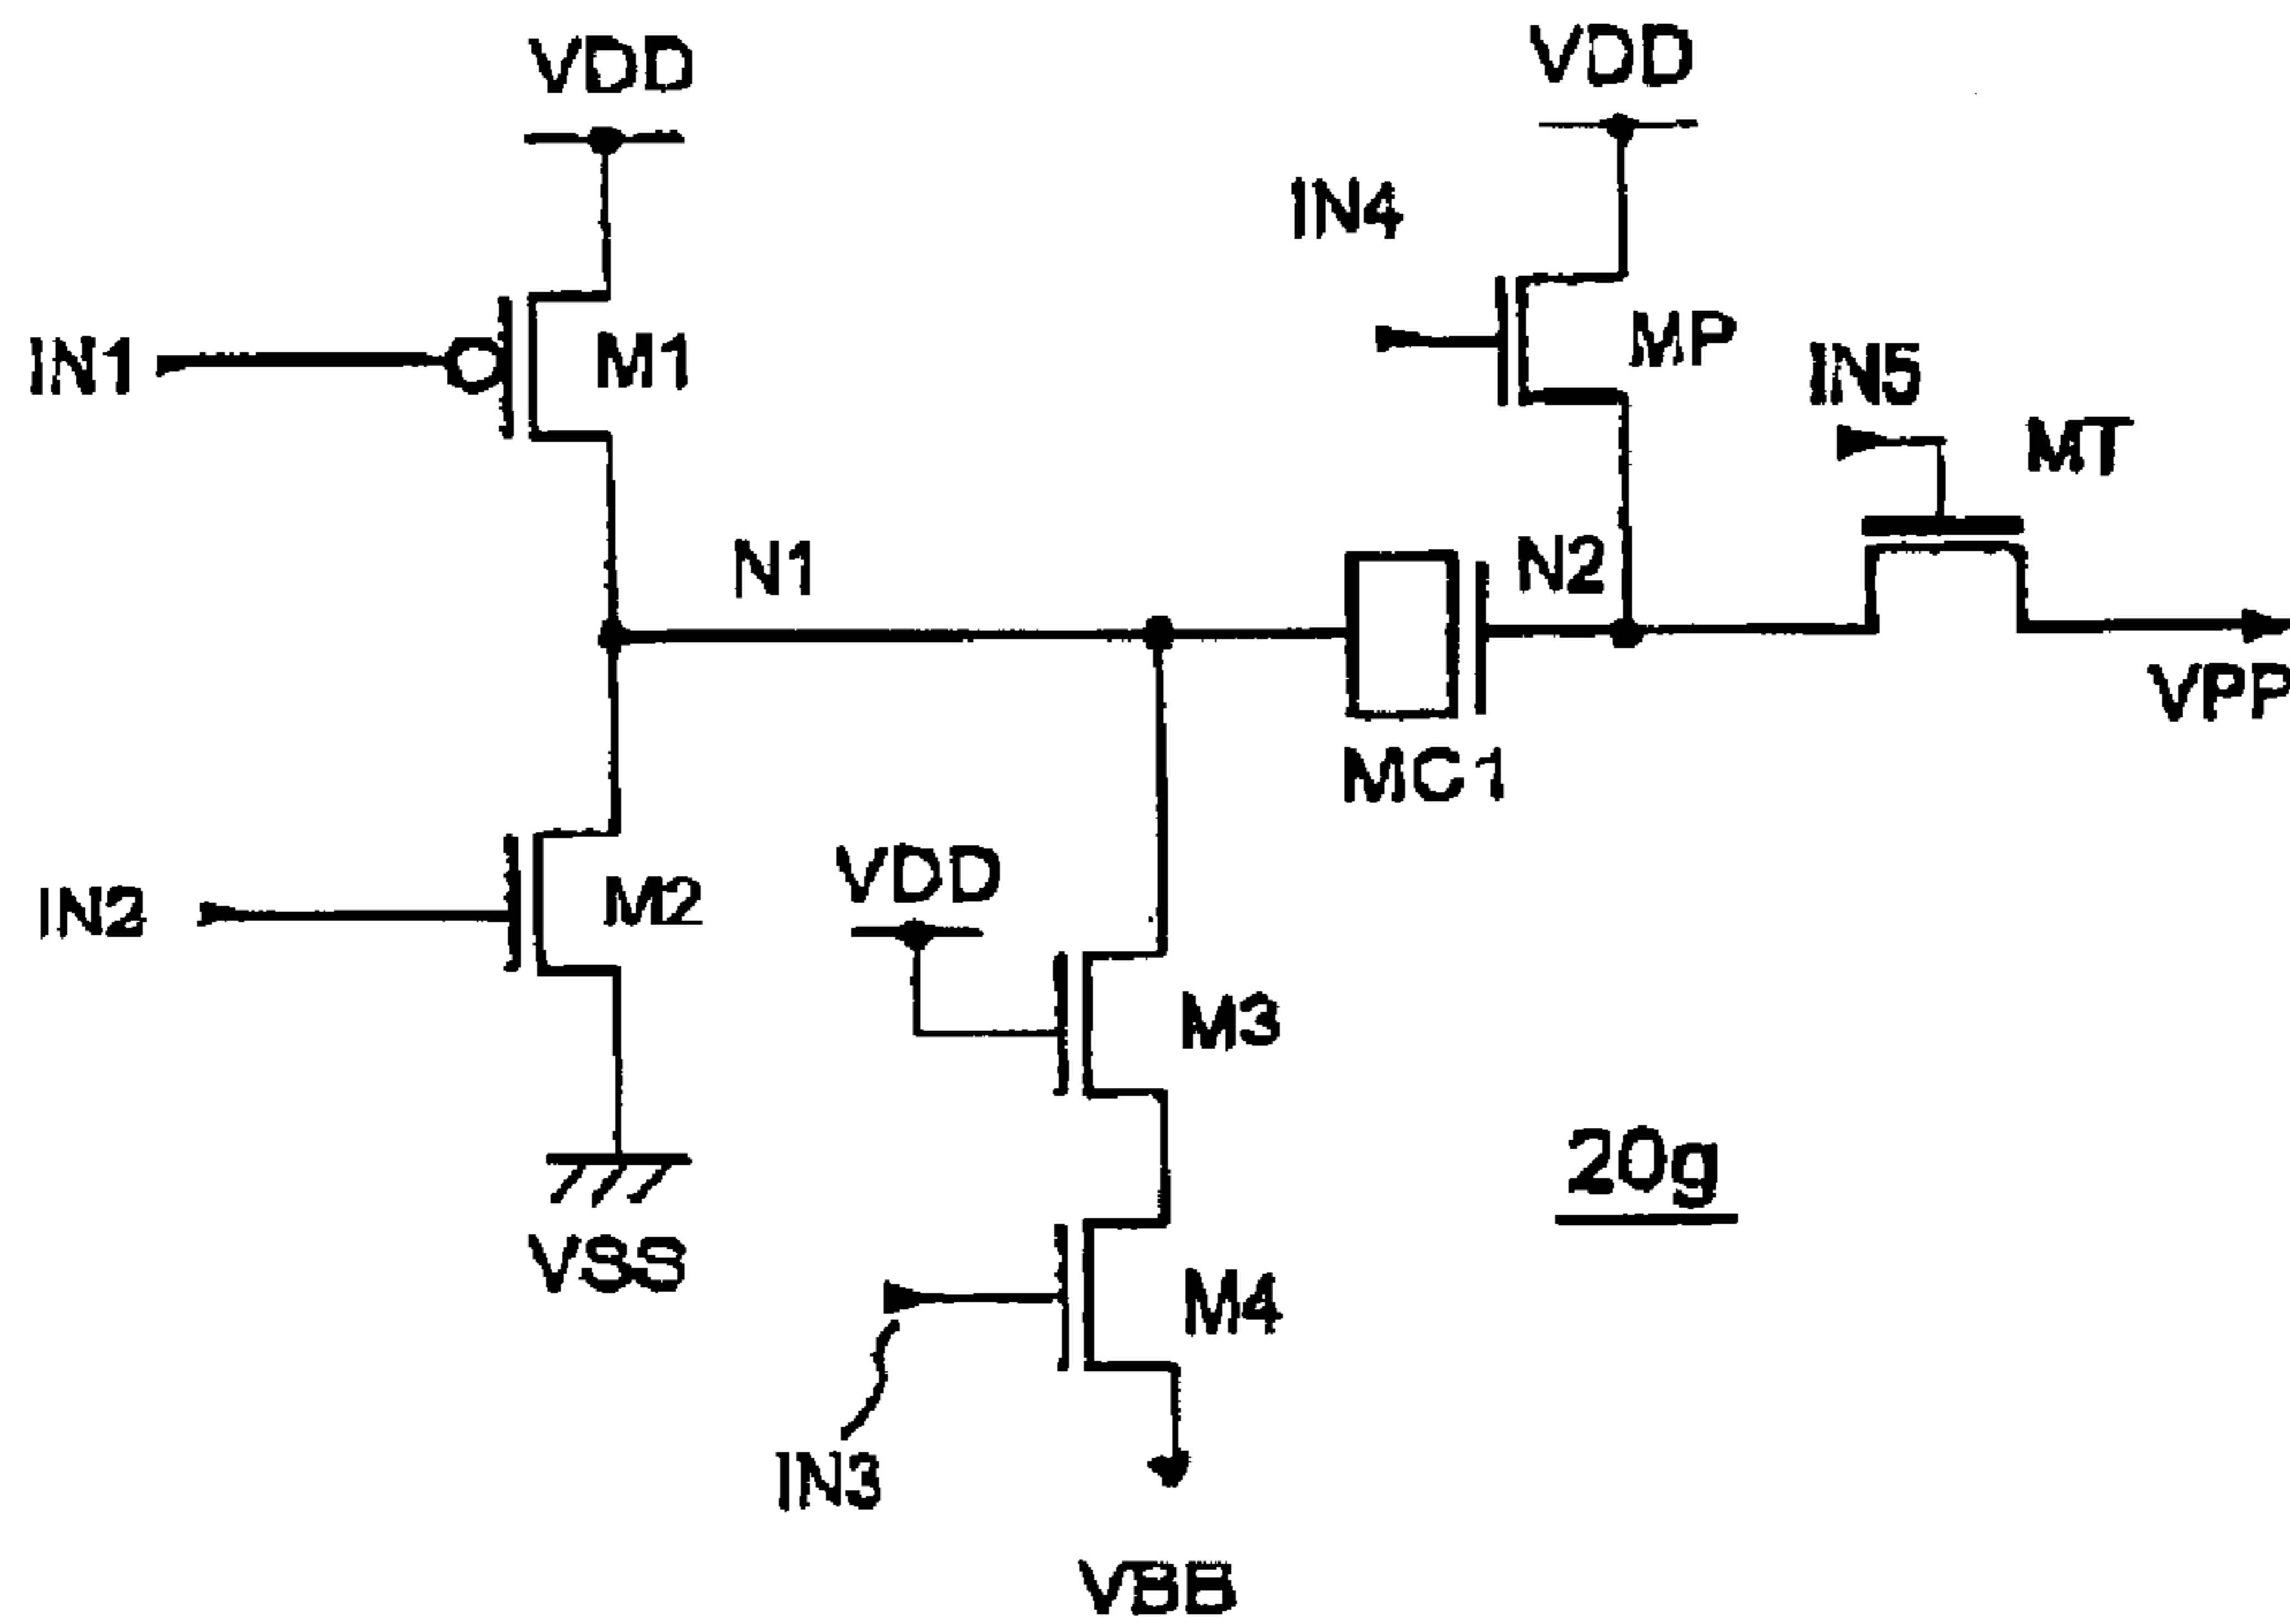 VDD
VDD
IN4
IN1
M1
MP
IN5
MT
N1
N2
VPP
MC1
VDD
IN2
M2
M3
20g
VSS
M4
IN3
VBB